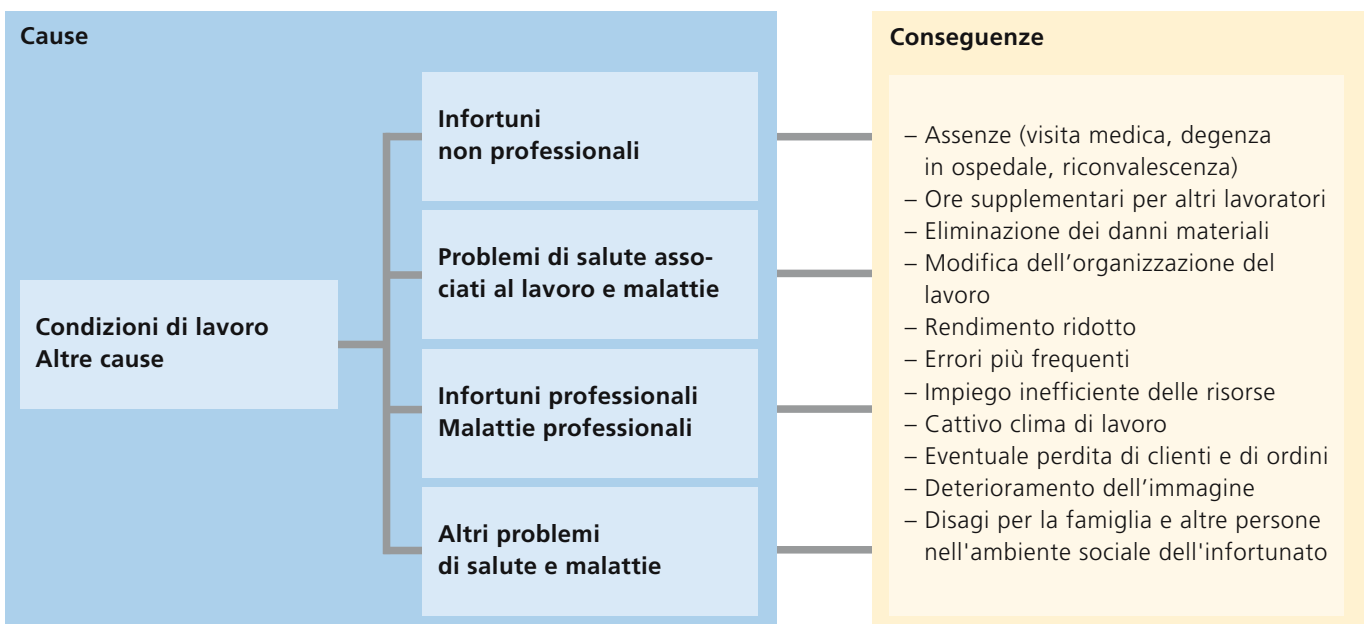 Cause
Condizioni di lavoro
Altre cause
Infortuni
non professionali
Problemi di salute asso-
ciati al lavoro e malattie
Infortuni professionali
Malattie professionali
Altri problemi
di salute e malattie
Conseguenze
– Assenze (visita medica, degenza
in ospedale, riconvalescenza)
– Ore supplementari per altri lavoratori
– Eliminazione dei danni materiali
– Modifica dell’organizzazione del
lavoro
– Rendimento ridotto
– Errori più frequenti
– Impiego inefficiente delle risorse
– Cattivo clima di lavoro
– Eventuale perdita di clienti e di ordini
– Deterioramento dell’immagine
– Disagi per la famiglia e altre persone
nell'ambiente sociale dell'infortunato